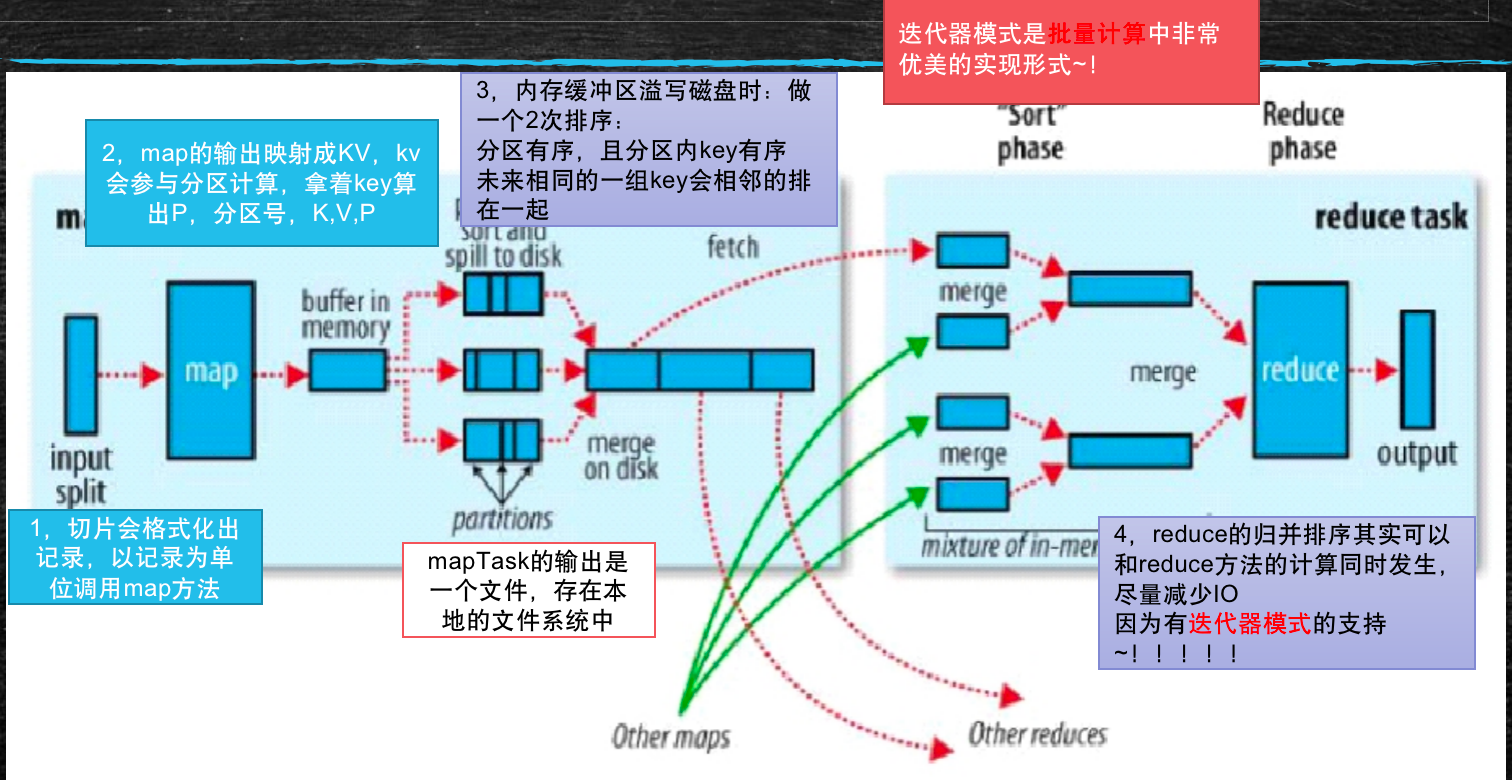 迭代器模式是批量计算中非常
优美的实现形式~!
3，内存缓冲区溢写磁盘时：做
一个2次排序：
分区有序，且分区内key有序
未来相同的一组key会相邻的排
在一起
2，map的输出映射成KV，kv
会参与分区计算，拿着key算
出P，分区号，K,V,P
"Sort"
phase
Reduce
phase
reduce task
sort and
spill to disk
fetch
buffer in
memory
map
merge
merge
reduce
input
split
merge
on disk
merge
output
partitions
1，切片会格式化出
记录，以记录为单
位调用map方法
mapTask的输出是
一个文件，存在本
地的文件系统中
mixture of
4，reduce的归并排序其实可以
和reduce方法的计算同时发生，
尽量减少IO
因为有迭代器模式的支持
~！！！！！
Other maps
Other reduces